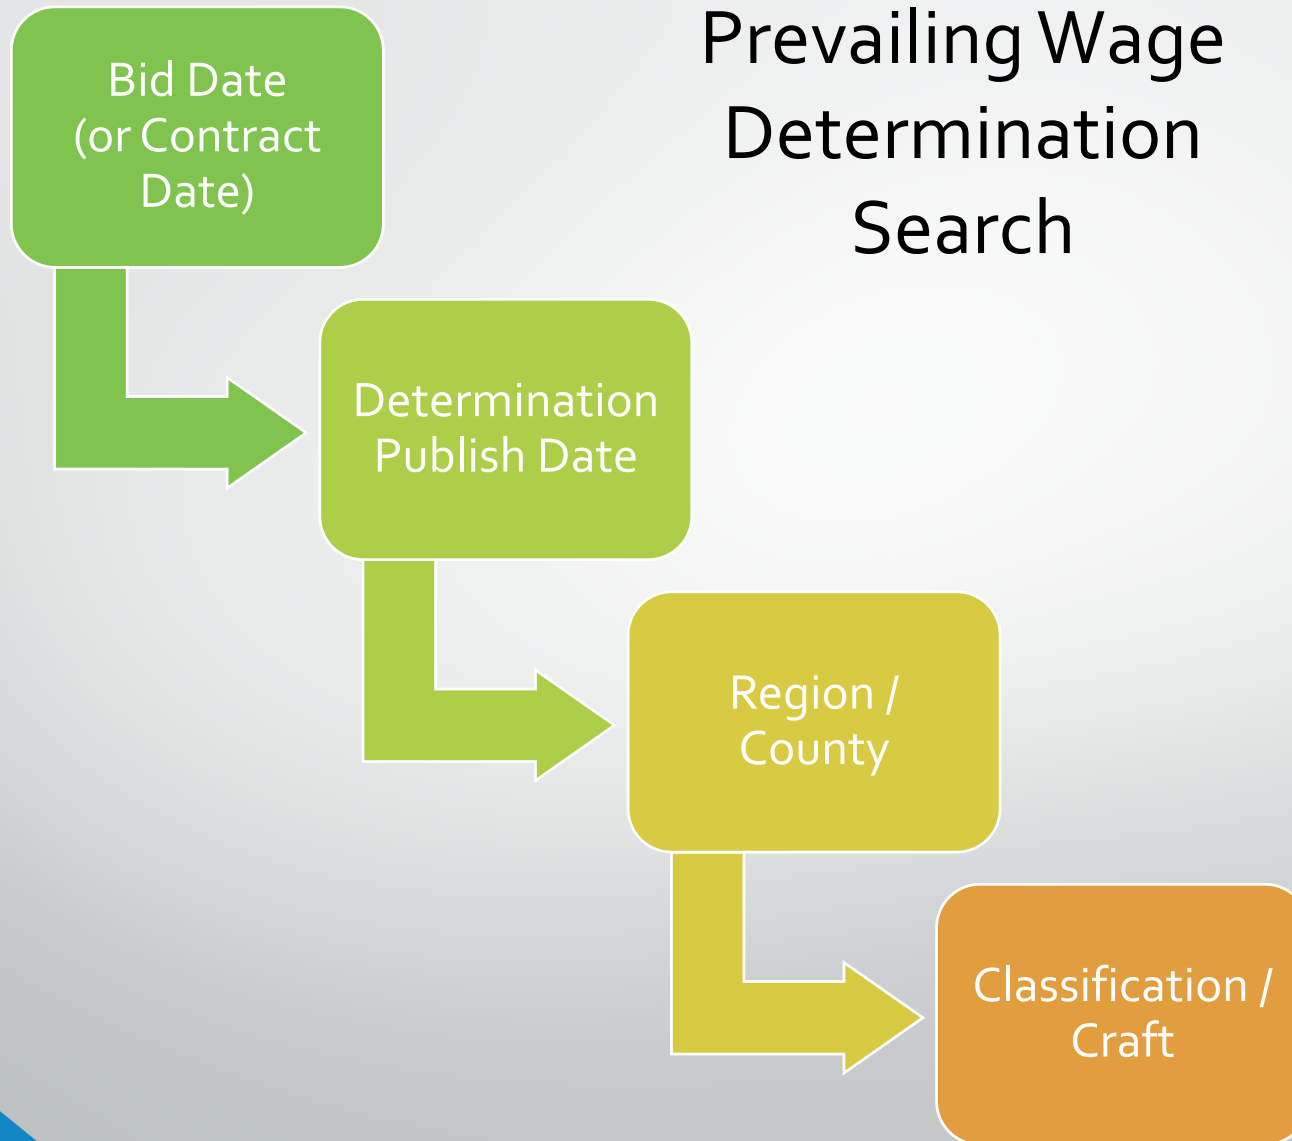 Prevailing Wage
Determination
Search
Bid Date
(or Contract
Date)
Determination
Publish Date
Region /
County
Classification /
Craft